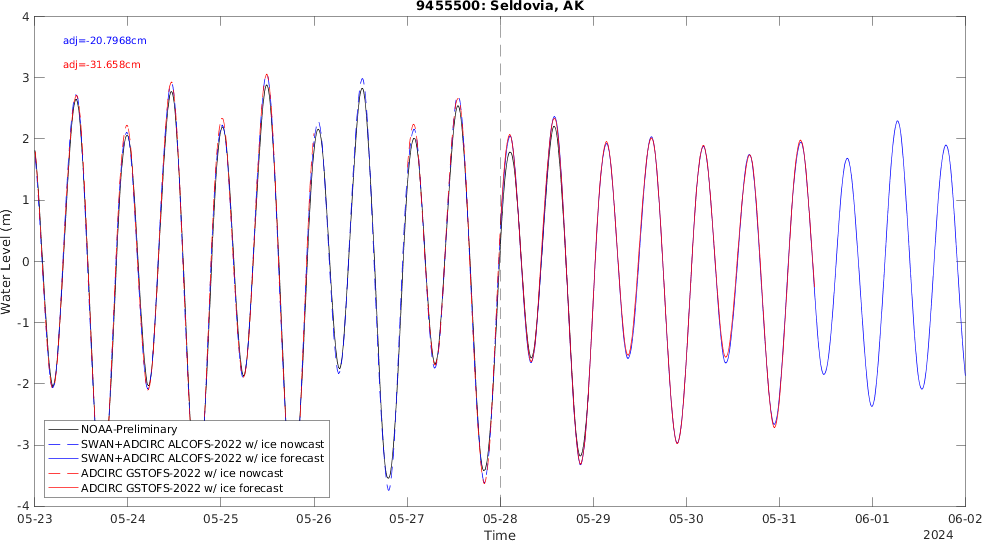 9455500: Seldovia, AK
adj=-20.7968cm
adj=-31.658cm
4
3
2
1
0
-1
-2
-3
-4
Water Level (m)
NOAA-Preliminary
SWAN+ADCIRC ALCOFS-2022 w/ ice nowcast
SWAN+ADCIRC ALCOFS-2022 w/ ice forecast
ADCIRC GSTOFS-2022 w/ ice nowcast
ADCIRC GSTOFS-2022 w/ ice forecast
05-23 05-24 05-25 05-26 05-27 05-28 05-29 05-30 05-31 06-01 06-02
Time
2024